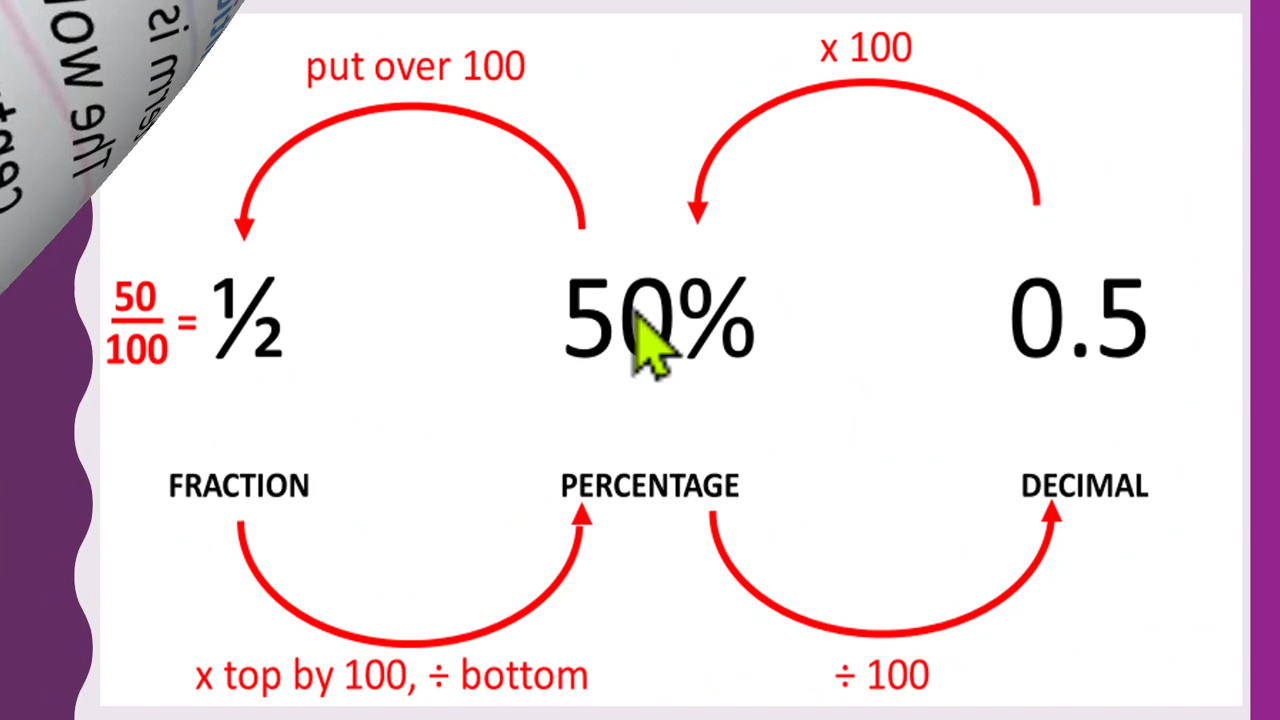 put over 100
x 100
50
100
= ½
50%
0.5
FRACTION
PERCENTAGE
DECIMAL
x top by 100, ÷ bottom
÷ 100